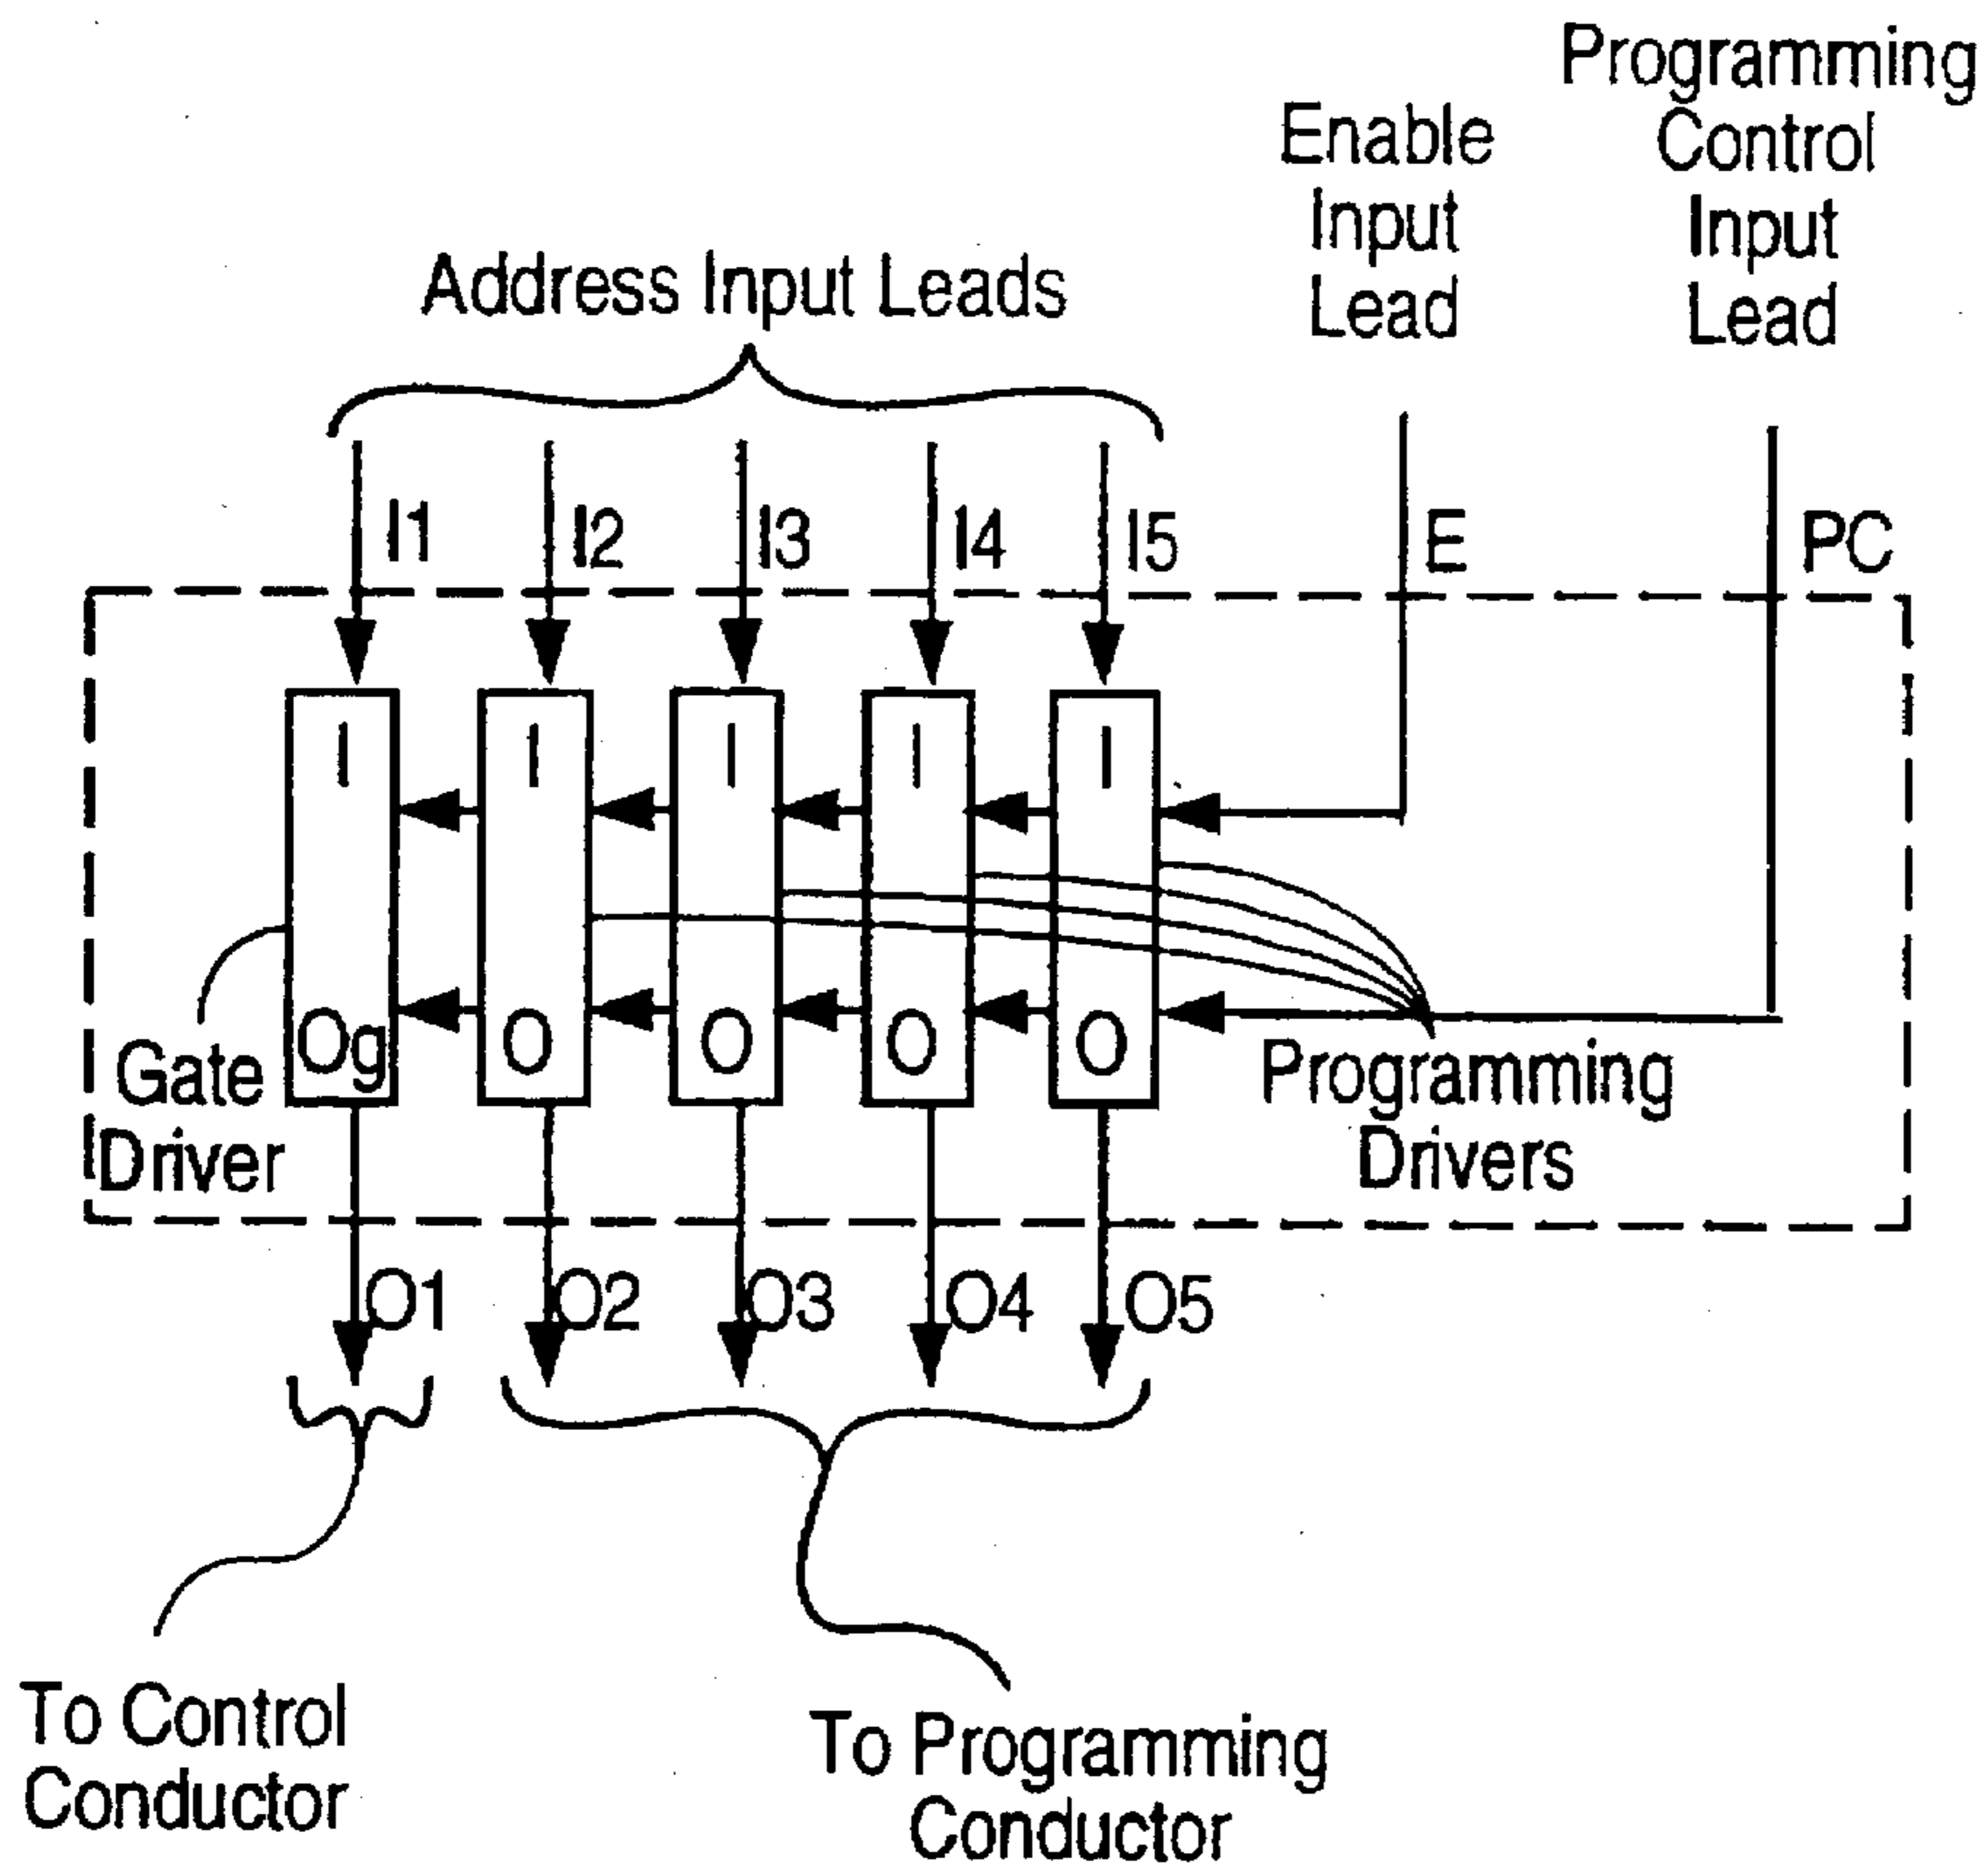 Programming
Control
Input
Lead
Enable
Input
Lead
Address Input Leads
I1 I2 I3 I4 I5 E PC
I I I I I
Og O O O O
Gate
Driver
Programming
Drivers
O1 O2 O3 O4 O5
To Control
Conductor
To Programming
Conductor